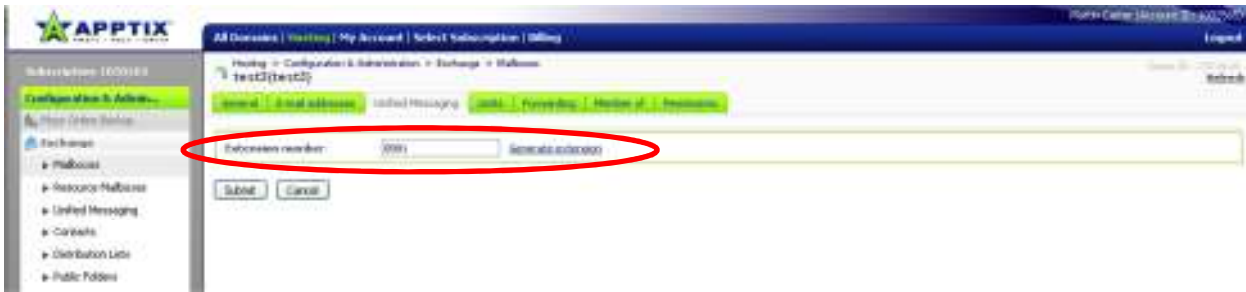 APPTIX
All Domains | Hosting | My Account | Select Subscription | Billing
Logout
Hosting > Configuration & Administration > Exchange > Mailboxes
test3(test3)
Refresh
Configuration & Admin...
General | E-mail addresses | Unified Messaging | Limits | Forwarding | Member of | Permissions
Exchange
Extension number:
Generate extension
Mailboxes
Resource Mailboxes
Submit Cancel
Unified Messaging
Contacts
Distribution Lists
Public Folders